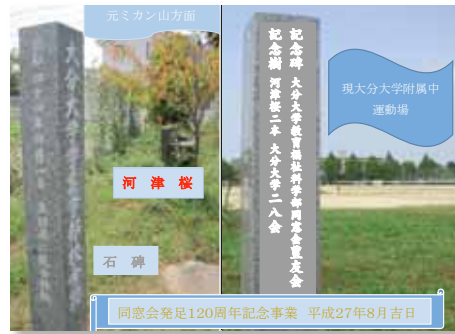 元ミカン山方面
大分大学
河津桜
石碑
記念碑 大分大学教育福祉科学部同窓会豊友会
記念樹 河津桜二本 大分大学二八会
現大分大学附属中
運動場
同窓会発足120周年記念事業 平成27年8月吉日